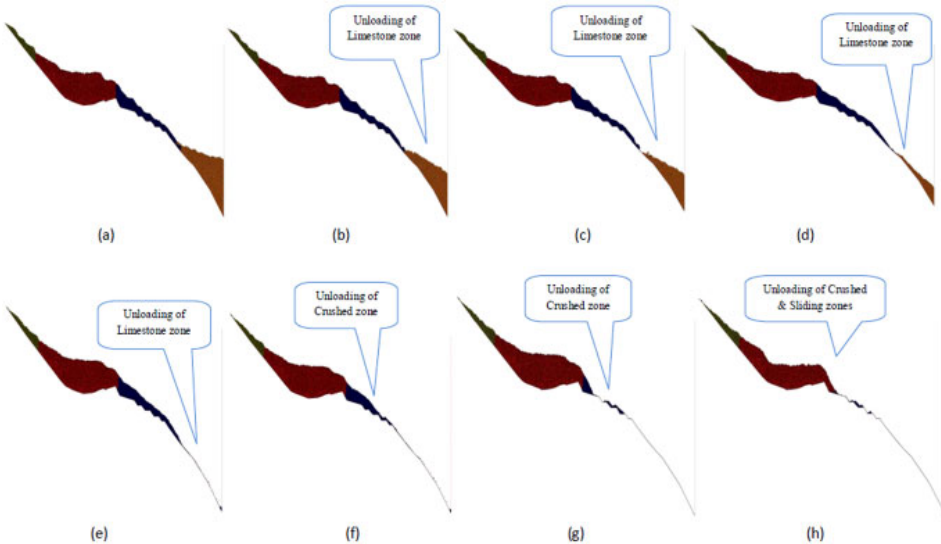 Unloading of
Limestone zone
Unloading of
Limestone zone
Unloading of
Limestone zone
(a)
(b)
(c)
(d)
Unloading of
Limestone zone
Unloading of
Crushed zone
Unloading of
Crushed zone
Unloading of Crushed
& Sliding zones
(e)
(f)
(g)
(h)